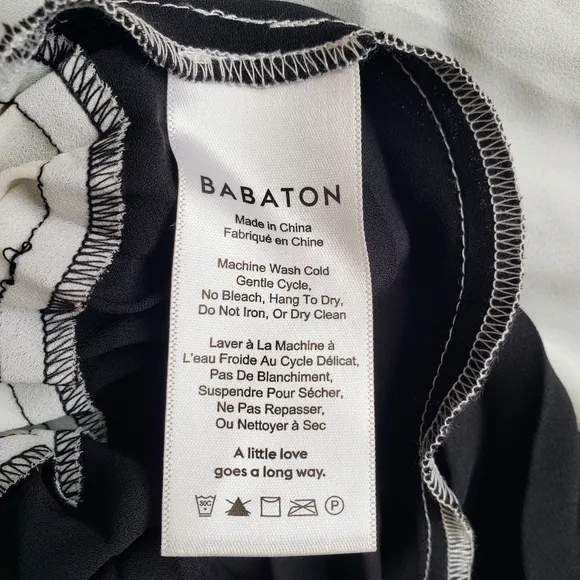 BABATON
Made in China
Fabriqué en Chine
Machine Wash Cold
Gentle Cycle,
No Bleach, Hang To Dry,
Do Not Iron, Or Dry Clean
Laver à La Machine à
L'eau Froide Au Cycle Délicat,
Pas De Blanchiment,
Suspendre Pour Sécher,
Ne Pas Repasser,
Ou Nettoyer à Sec
A little love
goes a long way.
30C P